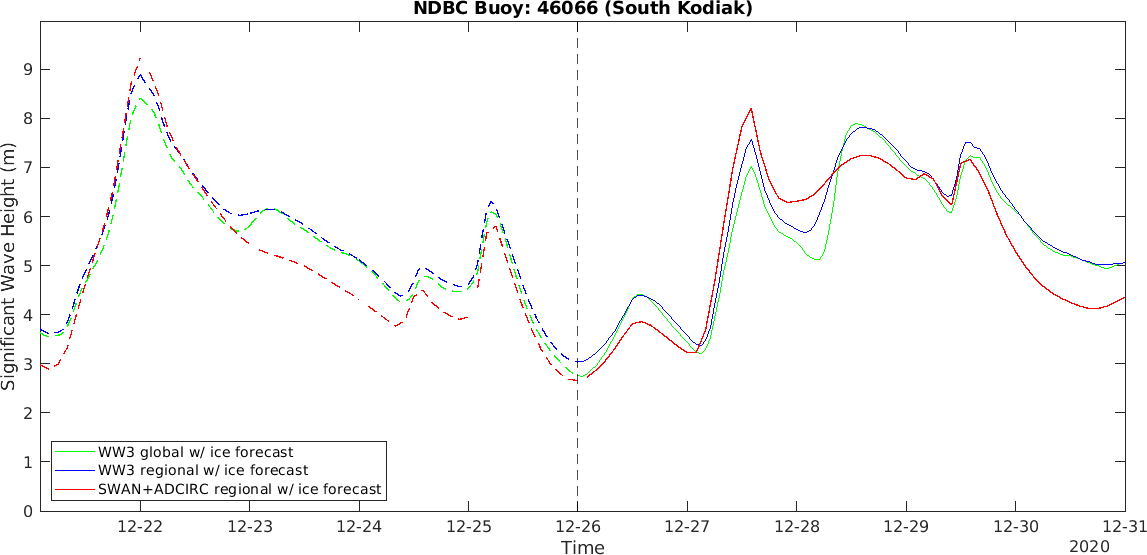 NDBC Buoy: 46066 (South Kodiak)
Significant Wave Height (m)
9
8
7
6
5
4
3
2
1
0
WW3 global w/ ice forecast
WW3 regional w/ ice forecast
SWAN+ADCIRC regional w/ ice forecast
12-22 12-23 12-24 12-25 12-26 12-27 12-28 12-29 12-30 12-31
Time
2020